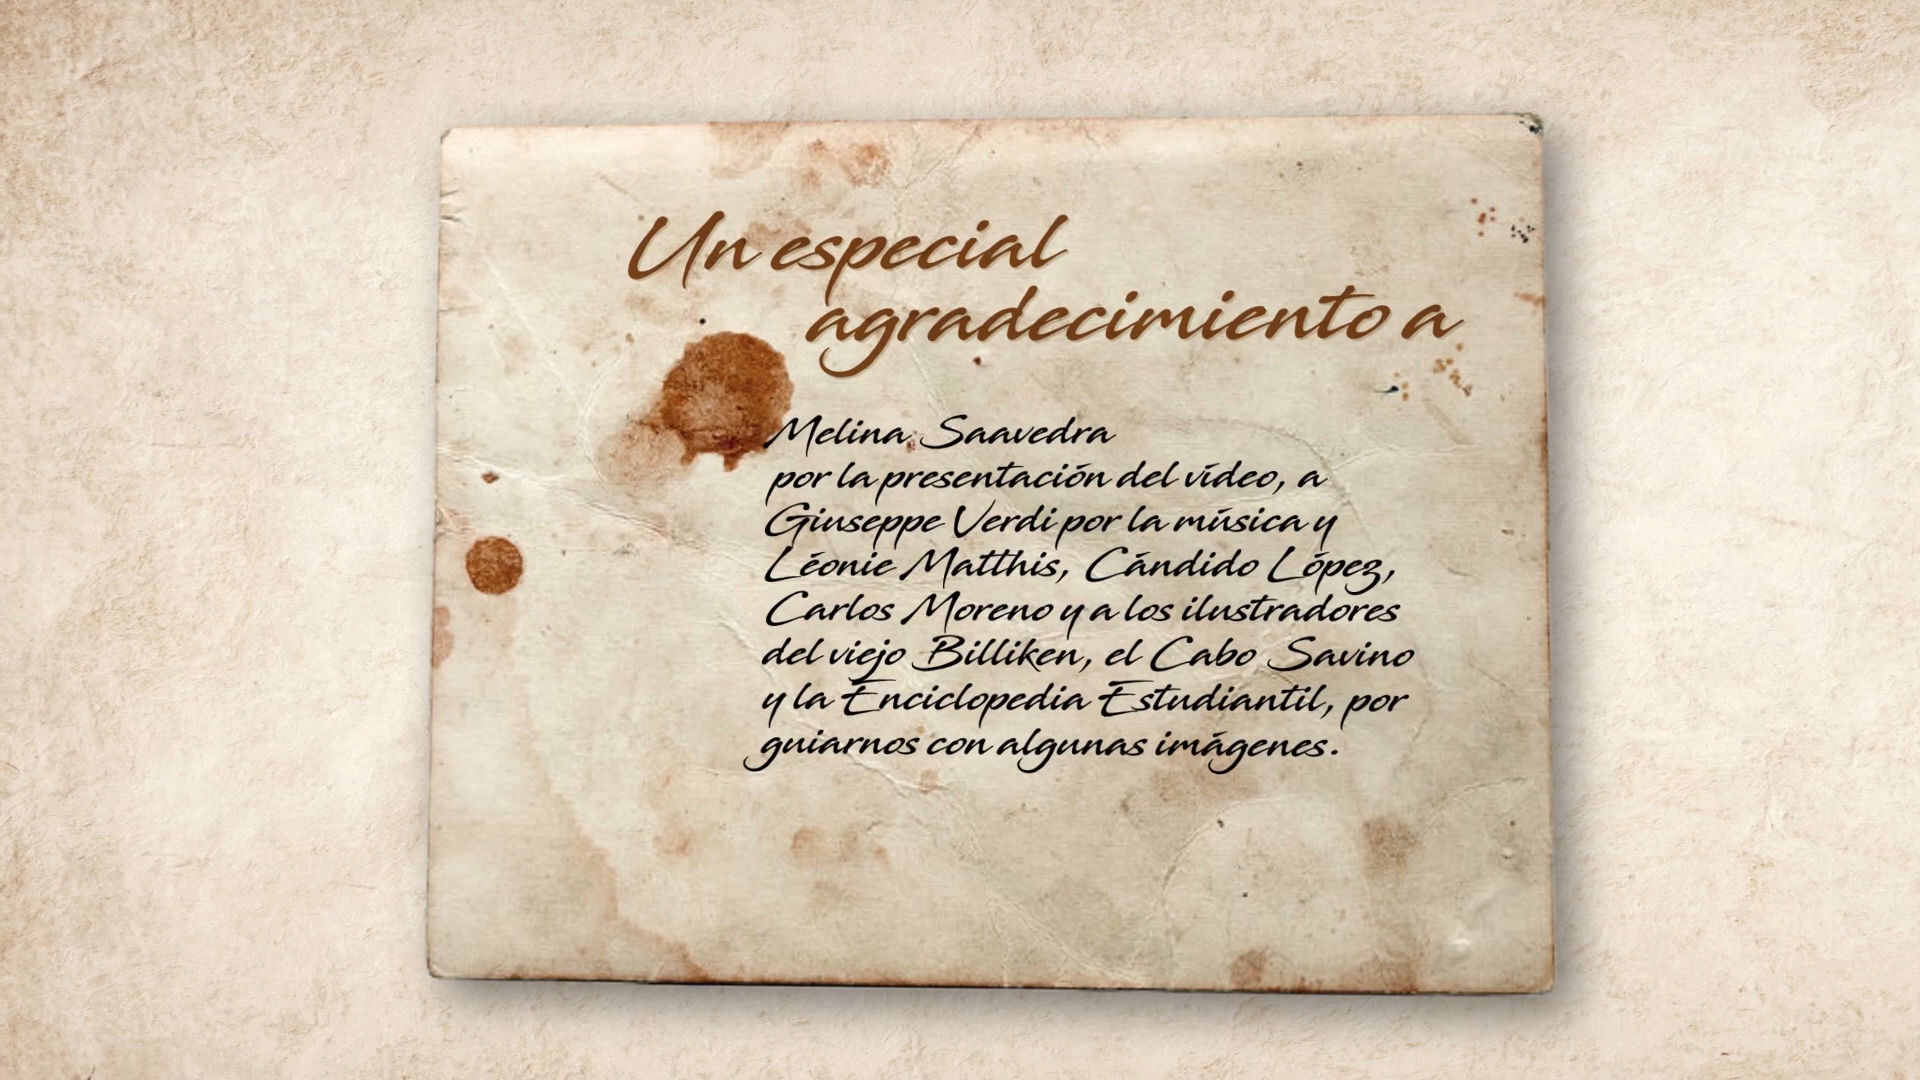 Un especial
agradecimiento a
Melina Saavedra
por la presentación del vídeo, a
Giuseppe Verdi por la música y
Léonie Matthis, Cándido López,
Carlos Moreno y a los ilustradores
del viejo Billiken, el Cabo Savino
y la Enciclopedia Estudiantil, por
guiarnos con algunas imágenes.